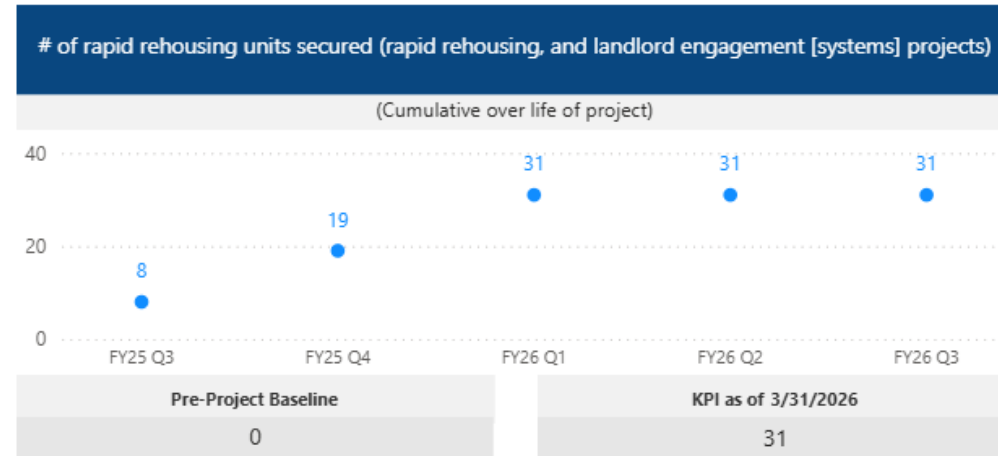 # of rapid rehousing units secured (rapid rehousing, and landlord engagement [systems] projects)
(Cumulative over life of project)
40
31 31 31
19
20
8
0
FY25 Q3 FY25 Q4 FY26 Q1 FY26 Q2 FY26 Q3
Pre-Project Baseline KPI as of 3/31/2026
0 31